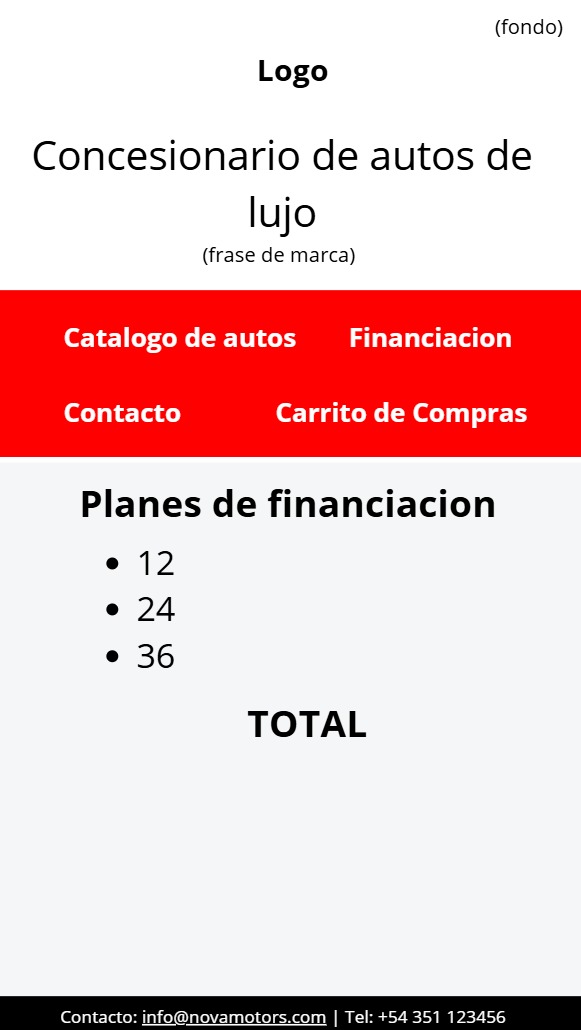 (fondo)
Logo
Concesionario de autos de
lujo
(frase de marca)
Catalogo de autos Financiacion
Contacto Carrito de Compras
Planes de financiacion
• 12
• 24
• 36
TOTAL
Contacto: info@novamotors.com | Tel: +54 351 123456